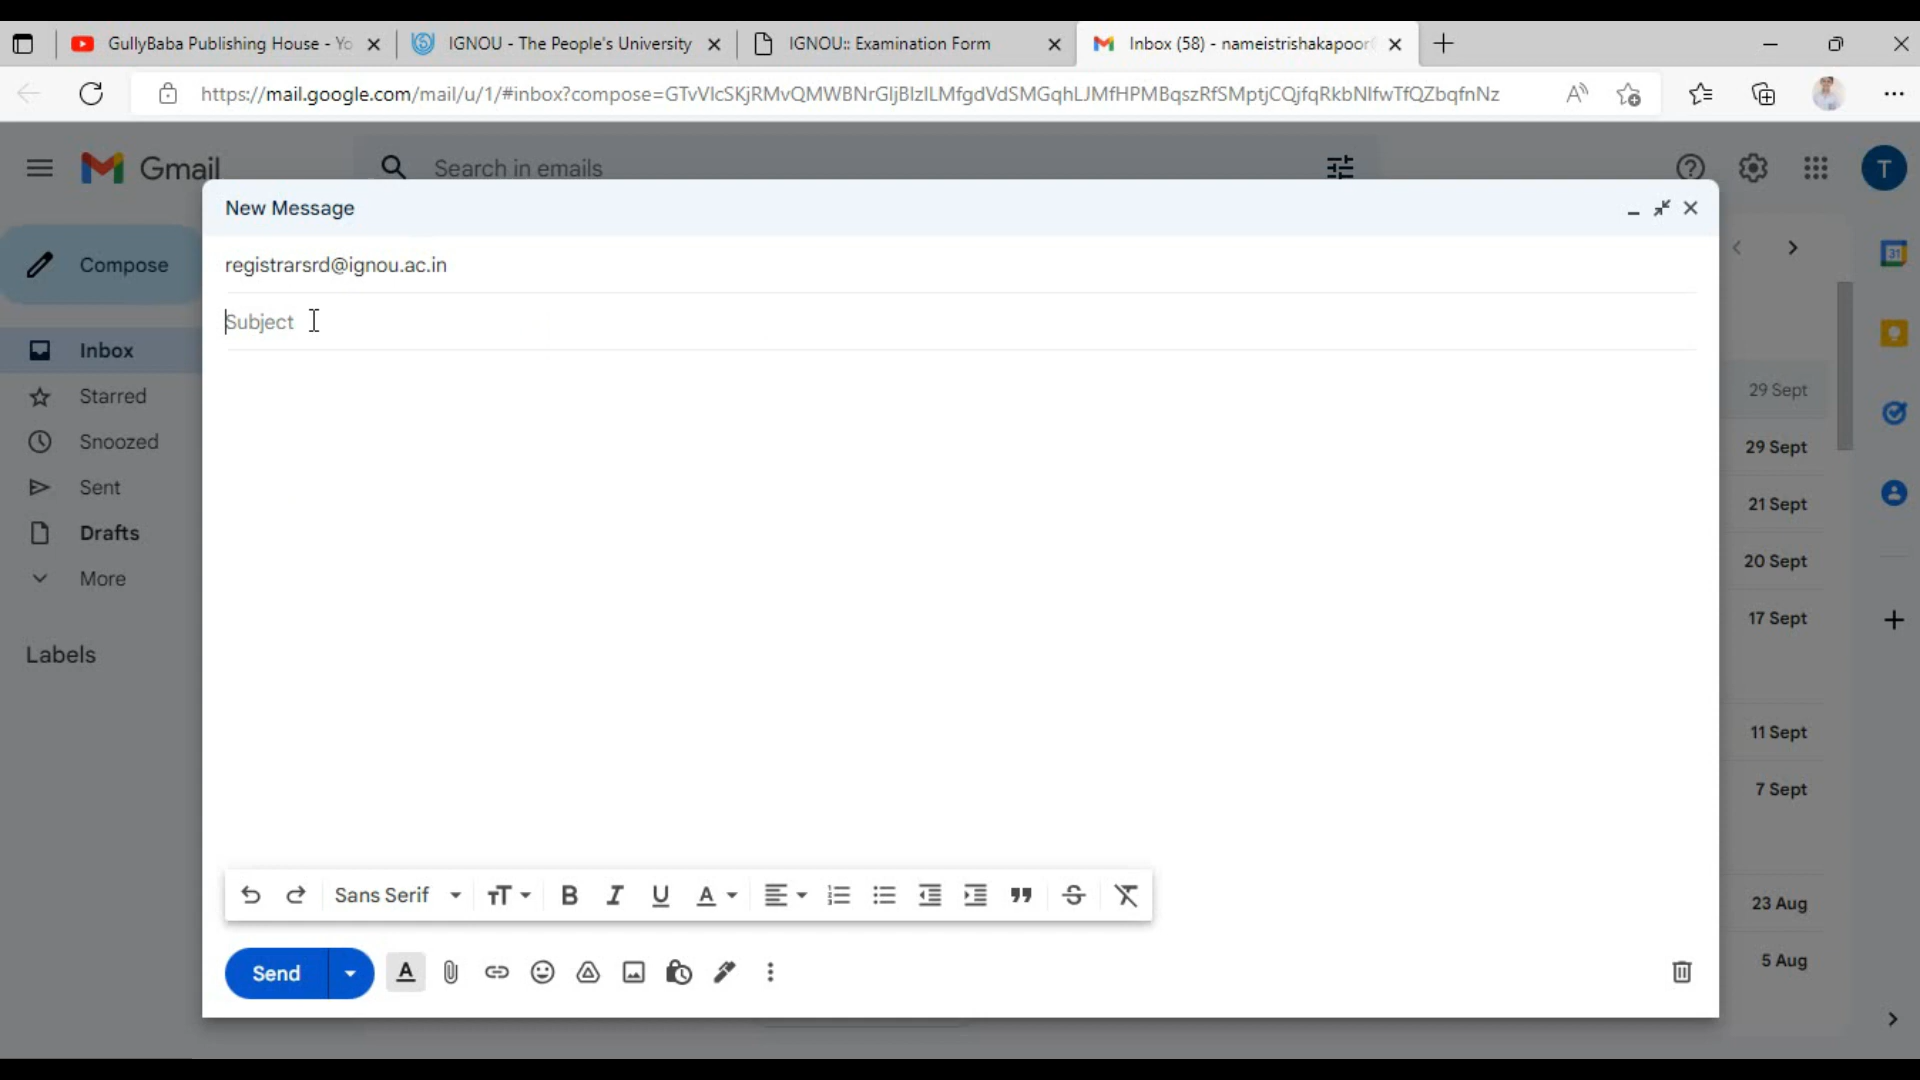 GullyBaba Publishing House - Yo
IGNOU - The People's University
IGNOU:: Examination Form
Inbox (58) - nameistrishakapoor
https://mail.google.com/mail/u/1/#inbox?compose=GTvVlcSKjRMvQMWBNrGljBlzlLMfgdVdSMGqhLJMfHPMBqszRfSMptjCQjfqRkbNlfwTfQZbqfnNz
Gmail
Search in emails
T
New Message
registrarsrd@ignou.ac.in
Subject
Compose
Inbox
Starred
Snoozed
Sent
Drafts
More
Labels
29 Sept
29 Sept
21 Sept
20 Sept
17 Sept
11 Sept
7 Sept
23 Aug
5 Aug
31
Sans Serif
Send